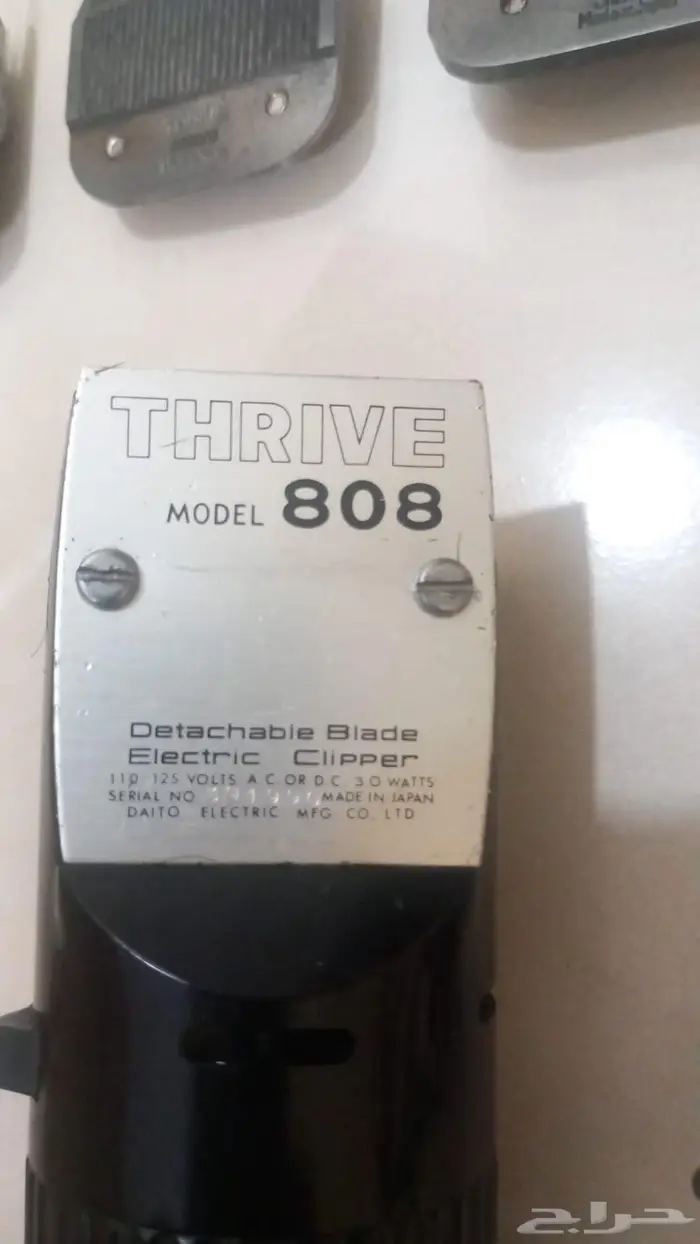 THRIVE
MODEL 808
Detachable Blade
Electric Clipper
110 125 VOLTS A C OR D C 30 WATTS
SERIAL NO MADE IN JAPAN
DAITO ELECTRIC MFG CO. LTD
حراج